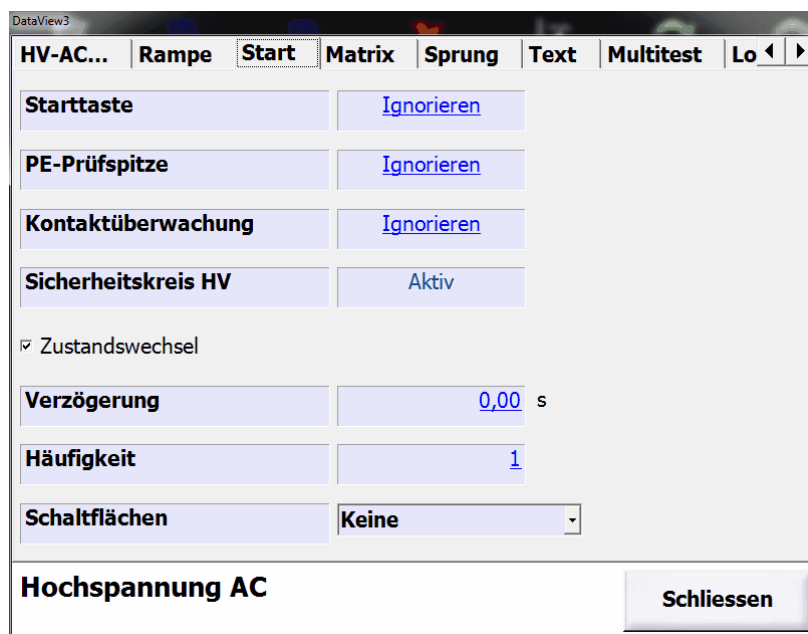 DataView3
HV-AC... Rampe Start Matrix Sprung Text Multitest Lo
Starttaste Ignorieren
PE-Prüfspitze Ignorieren
Kontaktüberwachung Ignorieren
Sicherheitskreis HV Aktiv
Zustandswechsel
Verzögerung 0,00 s
Häufigkeit 1
Schaltflächen Keine
Hochspannung AC Schliessen